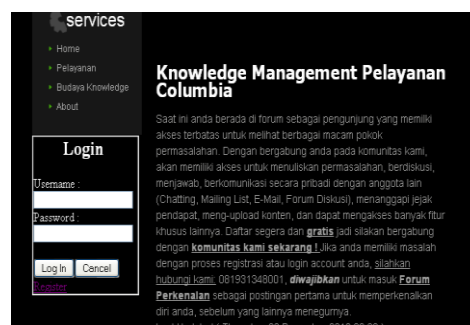 services
Home
Pelayanan
Budaya Knowledge
About
Login
Username :
Password :
Log In Cancel
Register
Knowledge Management Pelayanan
Columbia
Saat ini anda berada di forum sebagai pengunjung yang memilki
akses terbatas untuk melihat berbagai macam pokok
permasalahan. Dengan bergabung anda pada komunitas kami,
akan memiliki akses untuk menuliskan permasalahan, berdiskusi,
menjawab, berkomunikasi secara pribadi dengan anggota lain
(Chatting, Mailing List, E-Mail, Forum Diskusi), menanggapi jejak
pendapat, meng-upload konten, dan dapat mengakses banyak fitur
khusus lainnya. Daftar segera dan gratis jadi silakan bergabung
dengan komunitas kami sekarang ! Jika anda memiliki masalah
dengan proses registrasi atau login account anda, silahkan
hubungi kami: 081931348001, diwajibkan untuk masuk Forum
Perkenalan sebagai postingan pertama untuk memperkenalkan
diri anda, sebelum yang lainnya menegurnya.